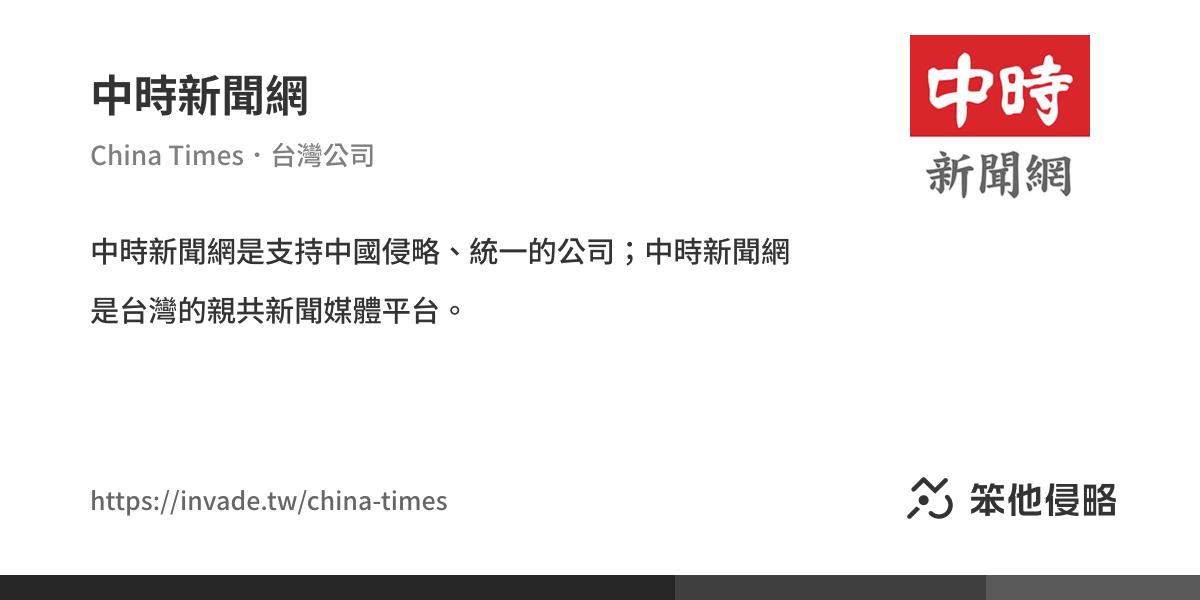 中時新聞網
China Times・台灣公司
中時
新聞網
中時新聞網是支持中國侵略、統一的公司；中時新聞網
是台灣的親共新聞媒體平台。
https://invade.tw/china-times
笨他侵略